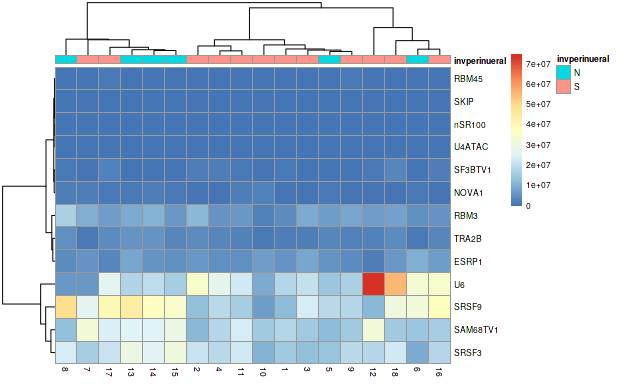 invperinueral
RBM45
SKIP
nSR100
U4ATAC
SF3BTV1
NOVA1
RBM3
TRA2B
ESRP1
U6
SRSF9
SAM68TV1
SRSF3
8 7 17 13 14 15 2 4 11 10 1 3 5 9 12 18 6 16
7e+07
6e+07
5e+07
4e+07
3e+07
2e+07
1e+07
0
invperinueral
N
S